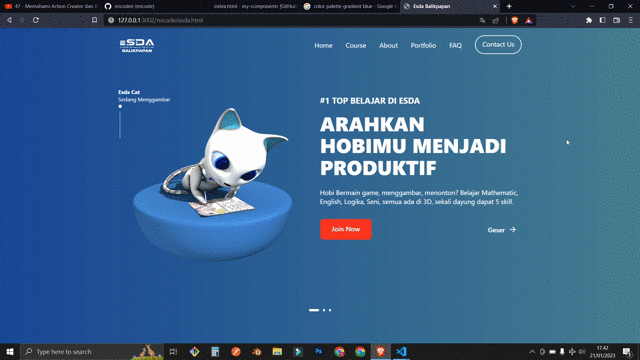 47 - Memahami Action Creator dan A
micodee (micode)
index.html - my-components [GitHub
color palette gradient blue - Google
Esda Balikpapan
127.0.0.1:3002/micode/esda.html
ESDA
BALIKPAPAN
Home
Course
About
Portfolio
FAQ
Contact Us
Esda Cat
Sedang Menggambar
#1 TOP BELAJAR DI ESDA
ARAHKAN
HOBIMU MENJADI
PRODUKTIF
Hobi Bermain game, menggambar, menonton? Belajar Mathematic,
English, Logika, Seni, semua ada di 3D, sekali dayung dapat 5 skill.
Join Now
Geser
Type here to search
17.42
21/01/2023